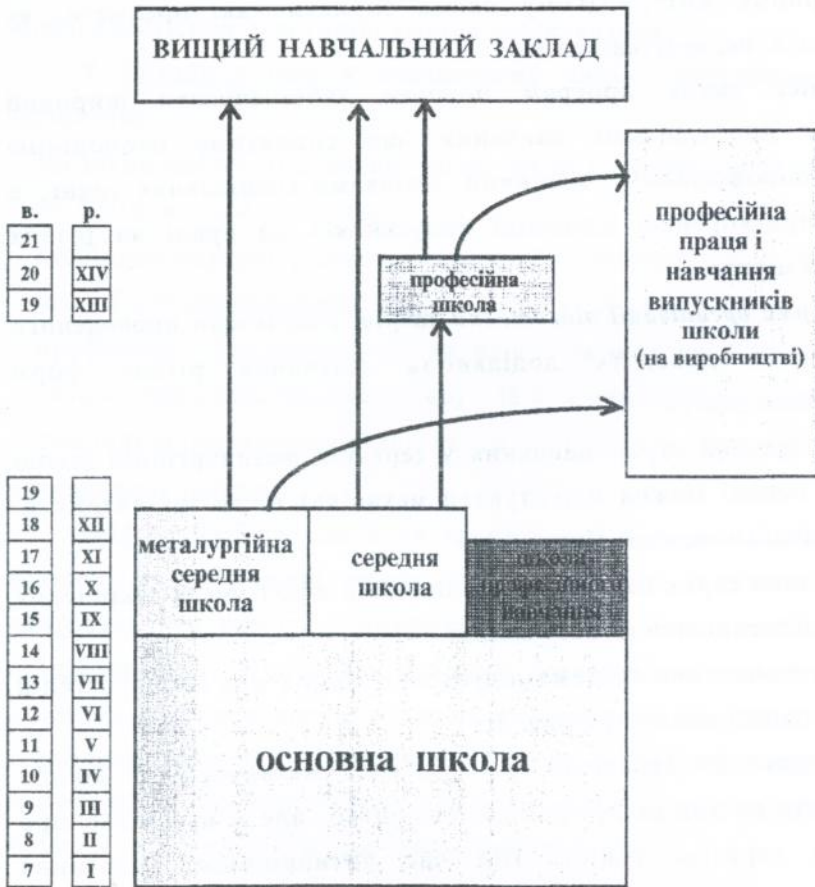 ВИЩИЙ НАВЧАЛЬНИЙ ЗАКЛАД
в. р.
21
20 XIV
19 XIII
професійна
школа
професійна
праця і
навчання
випускників
школи
(на виробництві)
19
18 XII
17 XI
16 X
15 IX
14 VIII
13 VII
12 VI
11 V
10 IV
9 III
8 II
7 I
металургійна
середня
школа
середня
школа
школа
навчання
основна школа